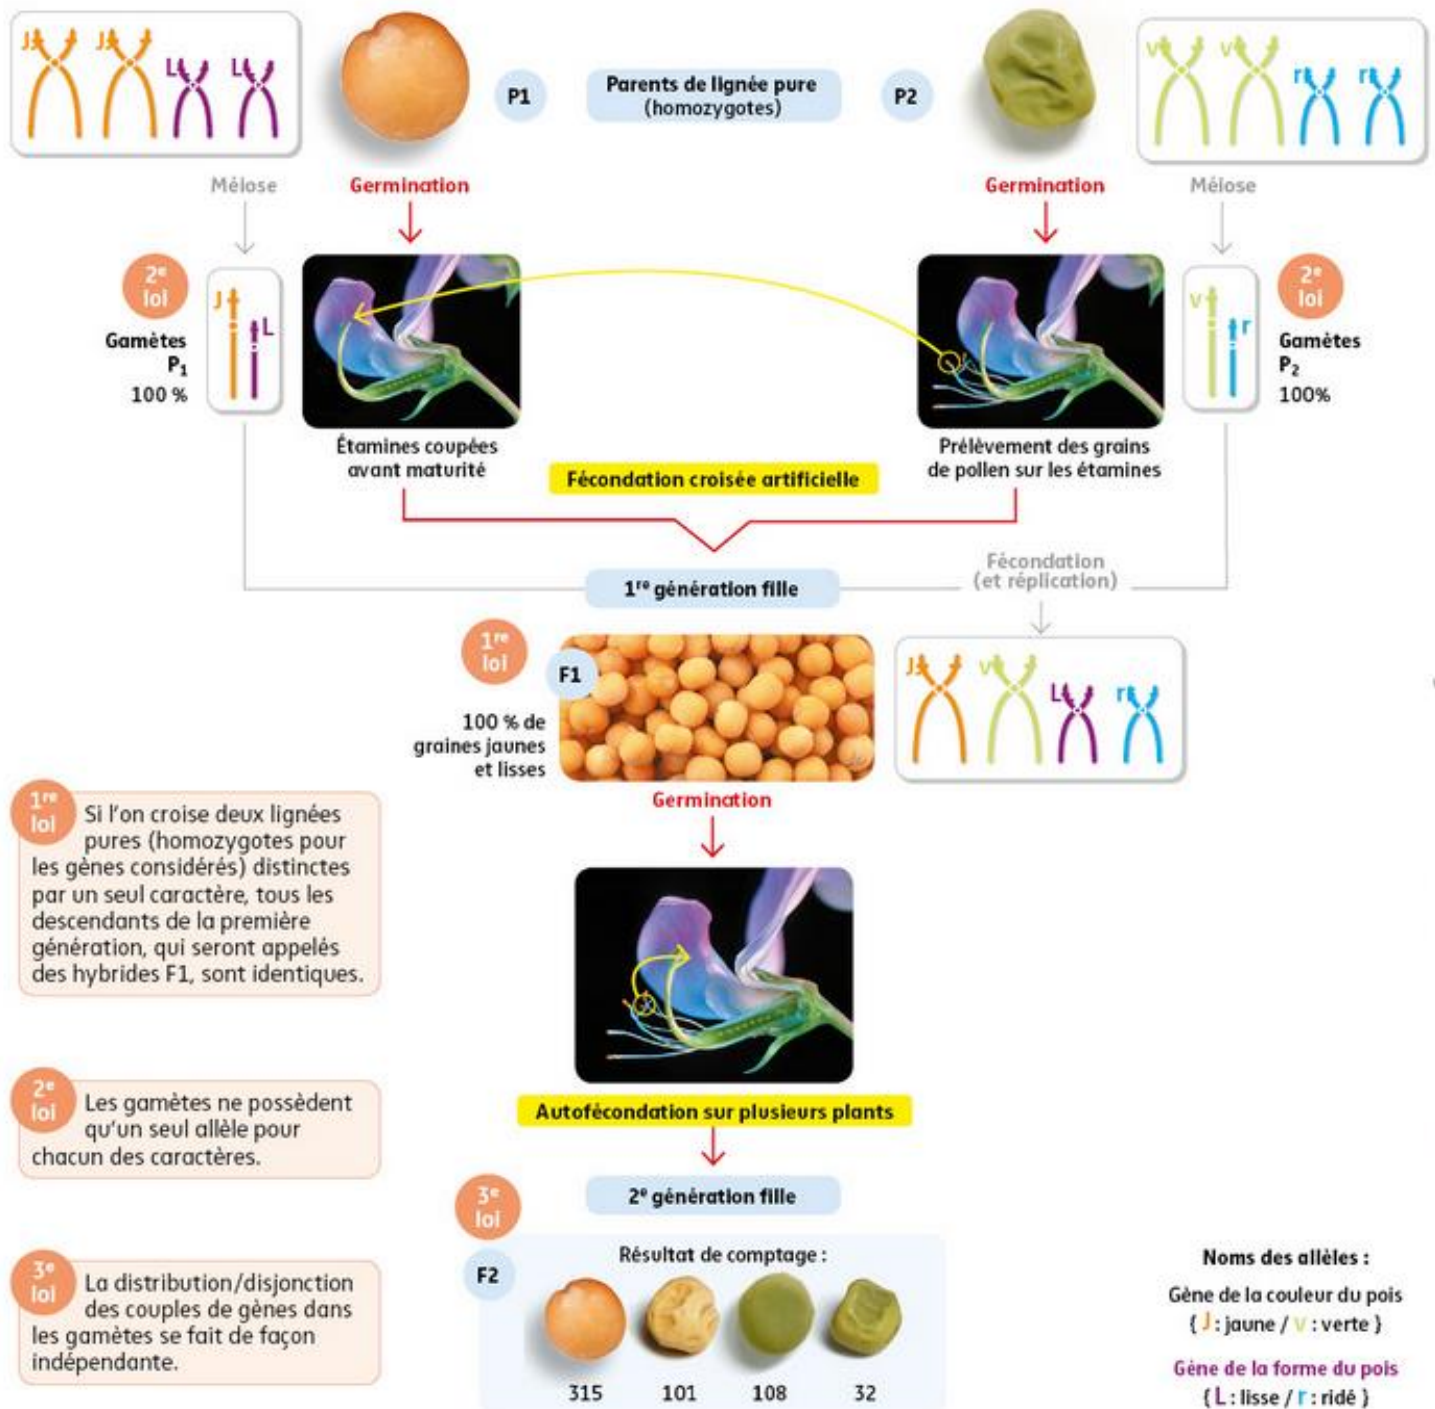 J J L L
P1
Parents de lignée pure
(homozygotes)
P2
v v r r
Méiose
Germination
Germination
Méiose
2e
loi
Gamètes
P1
100 %
J
L
v
r
2e
loi
Gamètes
P2
100%
Étamines coupées
avant maturité
Prélèvement des grains
de pollen sur les étamines
Fécondation croisée artificielle
Fécondation
(et réplication)
1re génération fille
1re
loi
F1
100 % de
graines jaunes
et lisses
J v L r
Germination
1re
loi
Si l'on croise deux lignées
pures (homozygotes pour
les gènes considérés) distinctes
par un seul caractère, tous les
descendants de la première
génération, qui seront appelés
des hybrides F1, sont identiques.
2e
loi
Les gamètes ne possèdent
qu'un seul allèle pour
chacun des caractères.
Autofécondation sur plusieurs plants
2e génération fille
3e
loi
F2
Résultat de comptage :
315 101 108 32
3e
loi
La distribution/disjonction
des couples de gènes dans
les gamètes se fait de façon
indépendante.
Noms des allèles :
Gène de la couleur du pois
{ J : jaune / v : verte }
Gène de la forme du pois
{ L : lisse / r : ridé }